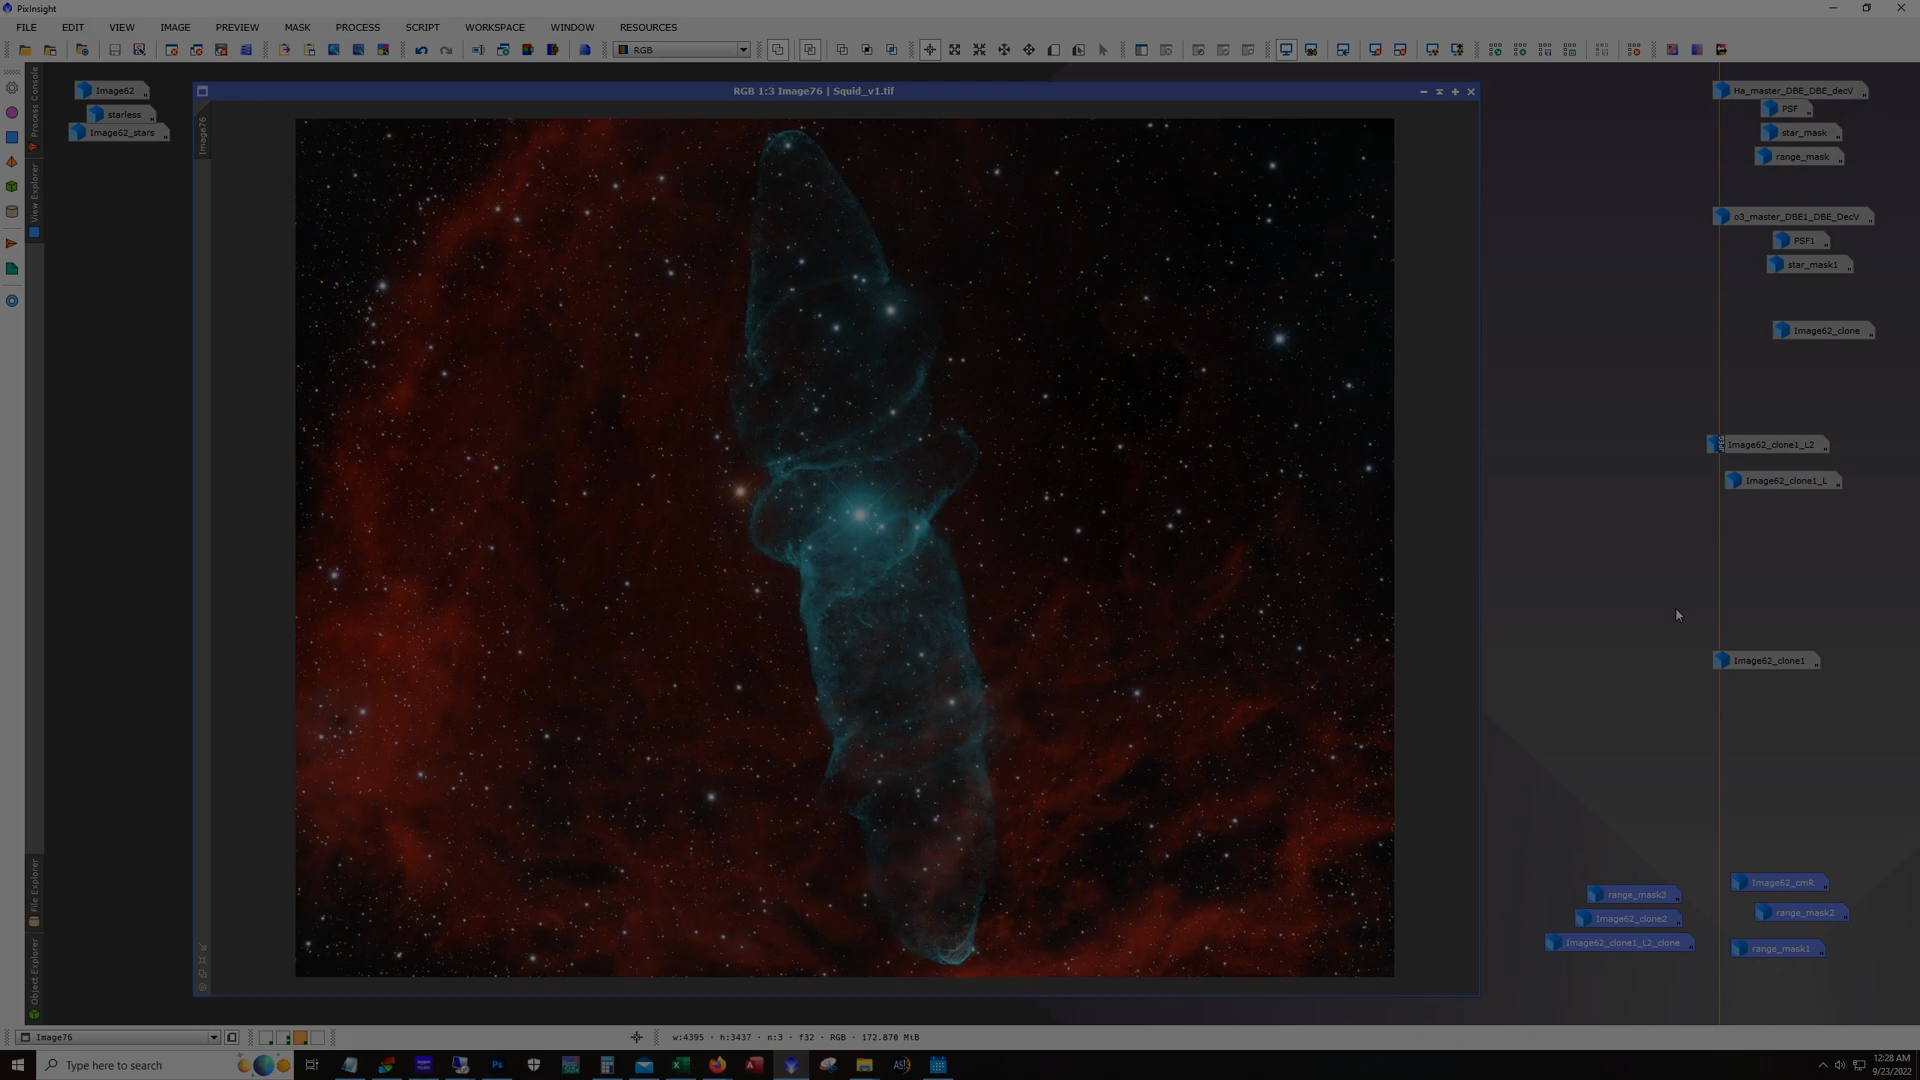 PixInsight
FILE EDIT VIEW IMAGE PREVIEW MASK PROCESS SCRIPT WORKSPACE WINDOW RESOURCES
RGB
Process Console
View Explorer
File Explorer
Object Explorer
Image62
starless
Image62_stars
RGB 1:3 Image76 | Squid_v1.tif
Image76
Ha_master_DBE_DBE_decV
PSF
star_mask
range_mask
o3_master_DBE1_DBE_DecV
PSF1
star_mask1
Image62_clone
Image62_clone1_L2
Image62_clone1_L
Image62_clone1
range_mask3
Image62_cmR
Image62_clone2
range_mask2
Image62_clone1_L2_clone
range_mask1
Image76
w:4395 · h:3437 · n:3 · f32 · RGB · 172.870 MiB
Type here to search
Ps
12:28 AM
9/23/2022